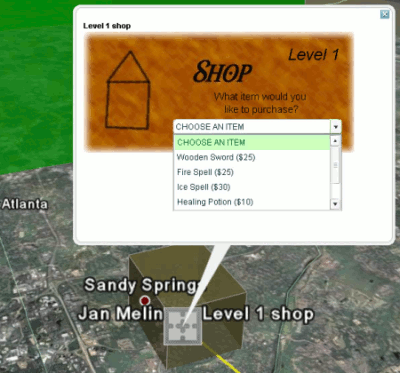 Level 1 shop
Level 1
SHOP
What item would you
like to purchase?
CHOOSE AN ITEM
CHOOSE AN ITEM
Wooden Sword ($25)
Fire Spell ($25)
Ice Spell ($30)
Healing Potion ($10)
Atlanta
Sandy Springs
Jan Melin
Level 1 shop